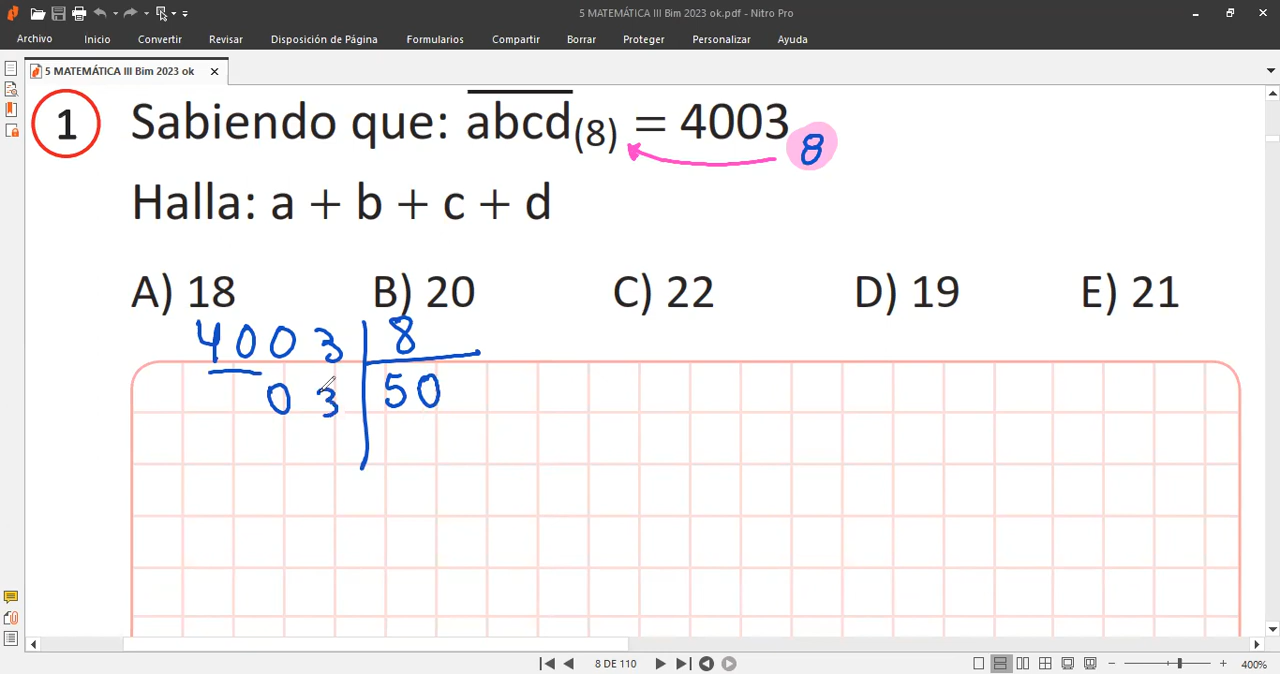 5 MATEMÁTICA III Bim 2023 ok.pdf - Nitro Pro
Archivo Inicio Convertir Revisar Disposición de Página Formularios Compartir Borrar Proteger Personalizar Ayuda
5 MATEMÁTICA III Bim 2023 ok
1 Sabiendo que: abcd(8) = 4003 8
Halla: a + b + c + d
A) 18 B) 20 C) 22 D) 19 E) 21
4003 8
03 50
8 DE 110
400%